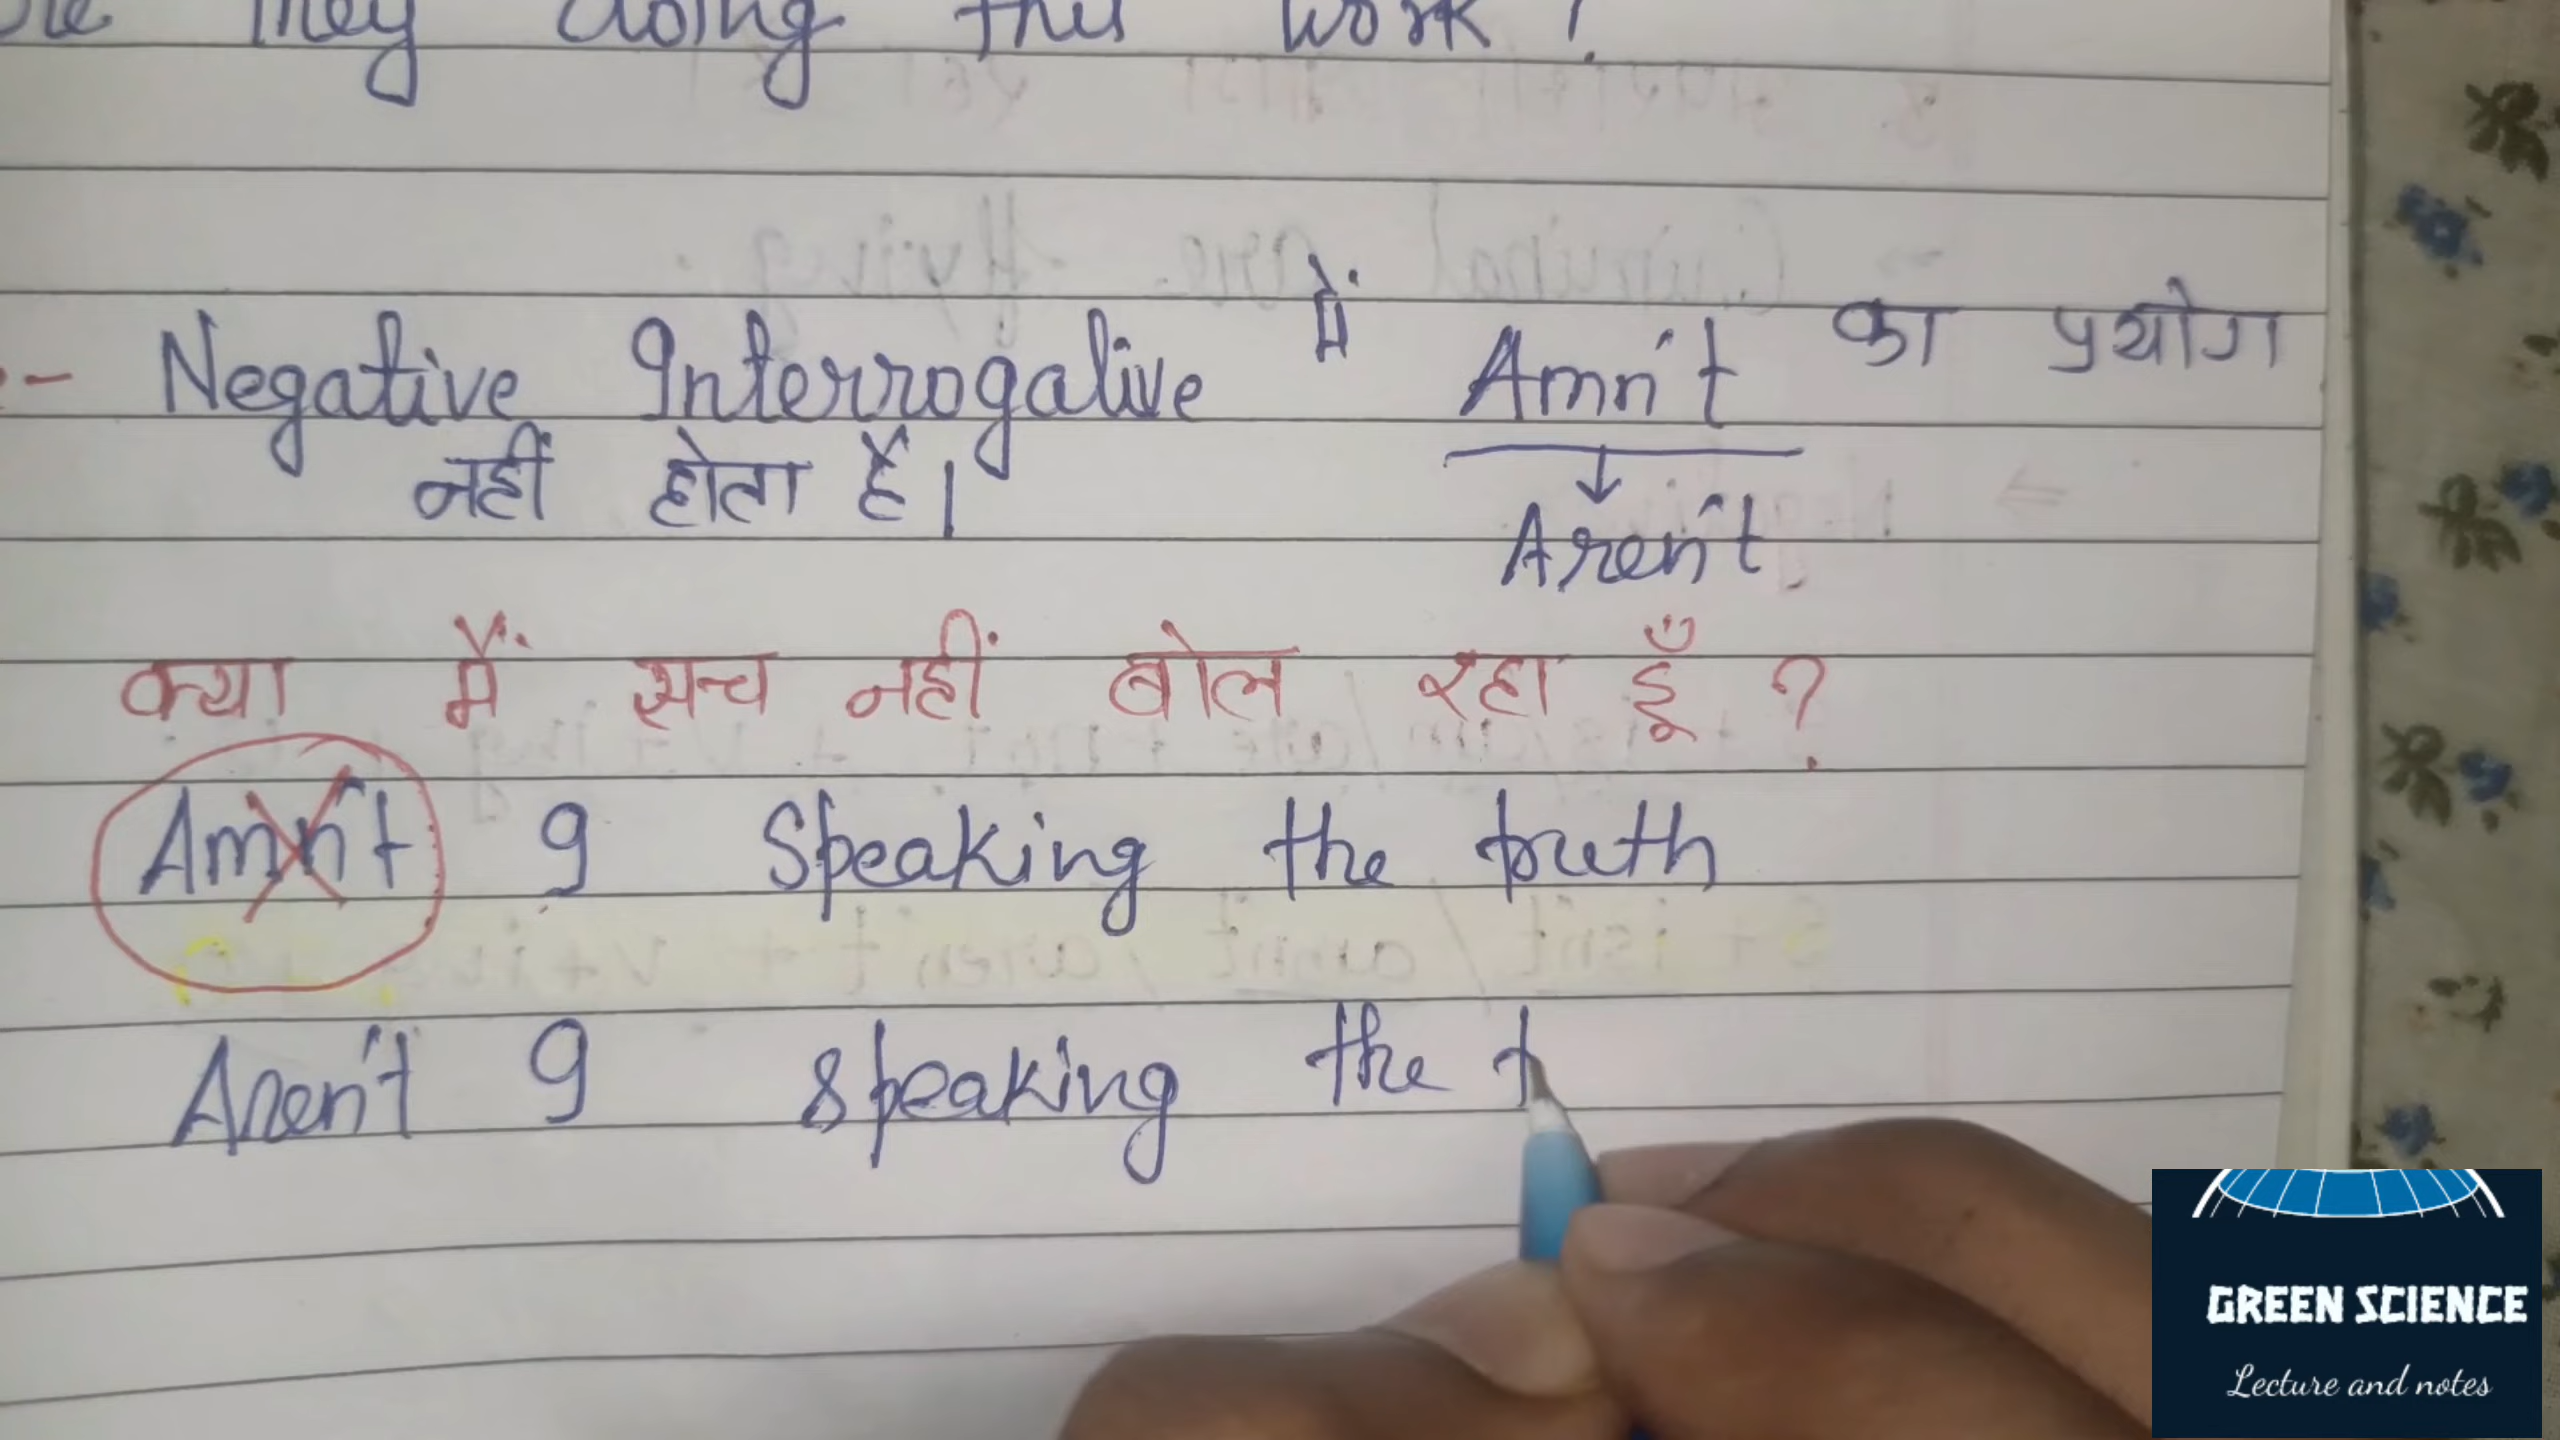 they doing this work ?
:- Negative Interrogative में Amn't का प्रयोग
नहीं होता है।
↓
Aren't
क्या मैं सच नहीं बोल रहा हूँ ?
Amn't I Speaking the truth
Aren't I speaking the t
GREEN SCIENCE
Lecture and notes